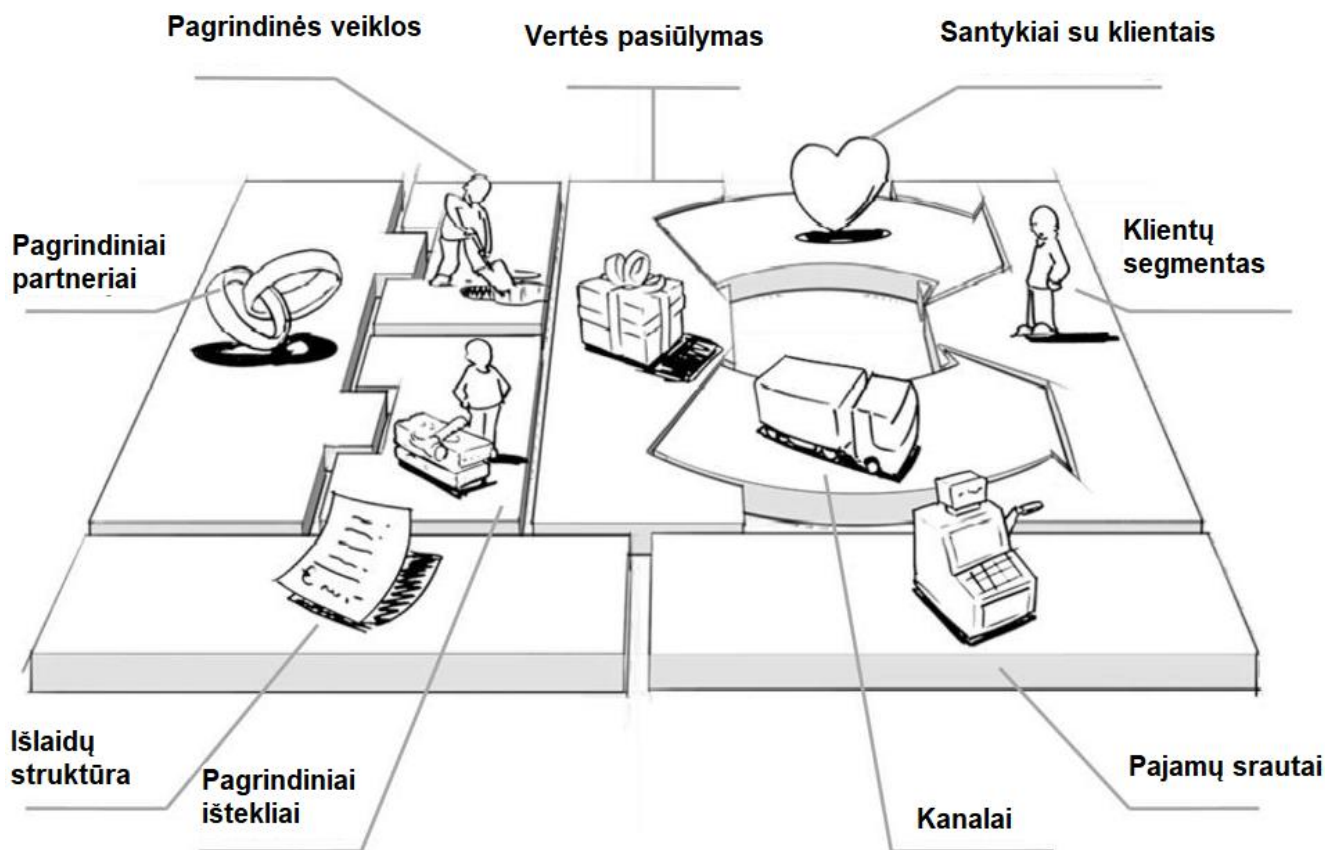 Pagrindinės veiklos
Vertės pasiūlymas
Santykiai su klientais
Pagrindiniai
partneriai
Klientų
segmentas
Išlaidų
struktūra
Pagrindiniai
ištekliai
Kanalai
Pajamų srautai